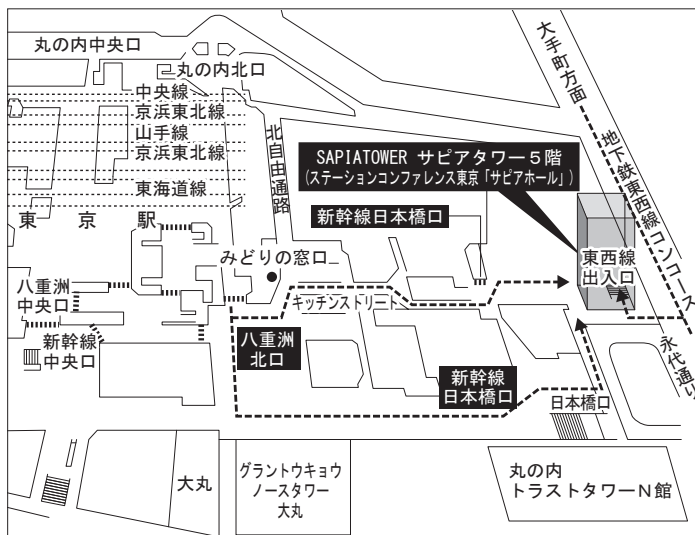 丸の内中央口
丸の内北口
中央線
京浜東北線
山手線
京浜東北線
東海道線
東京駅
北自由通路
大手町方面
地下鉄東西線コンコース
SAPIATOWER サピアタワー5階
(ステーションコンファレンス東京「サピアホール」)
新幹線日本橋口
みどりの窓口
東西線
出入口
キッチンストリート
八重洲
中央口
新幹線
中央口
八重洲
北口
新幹線
日本橋口
日本橋口
永代通り
大丸
グラントウキョウ
ノースタワー
大丸
丸の内
トラストタワーN館